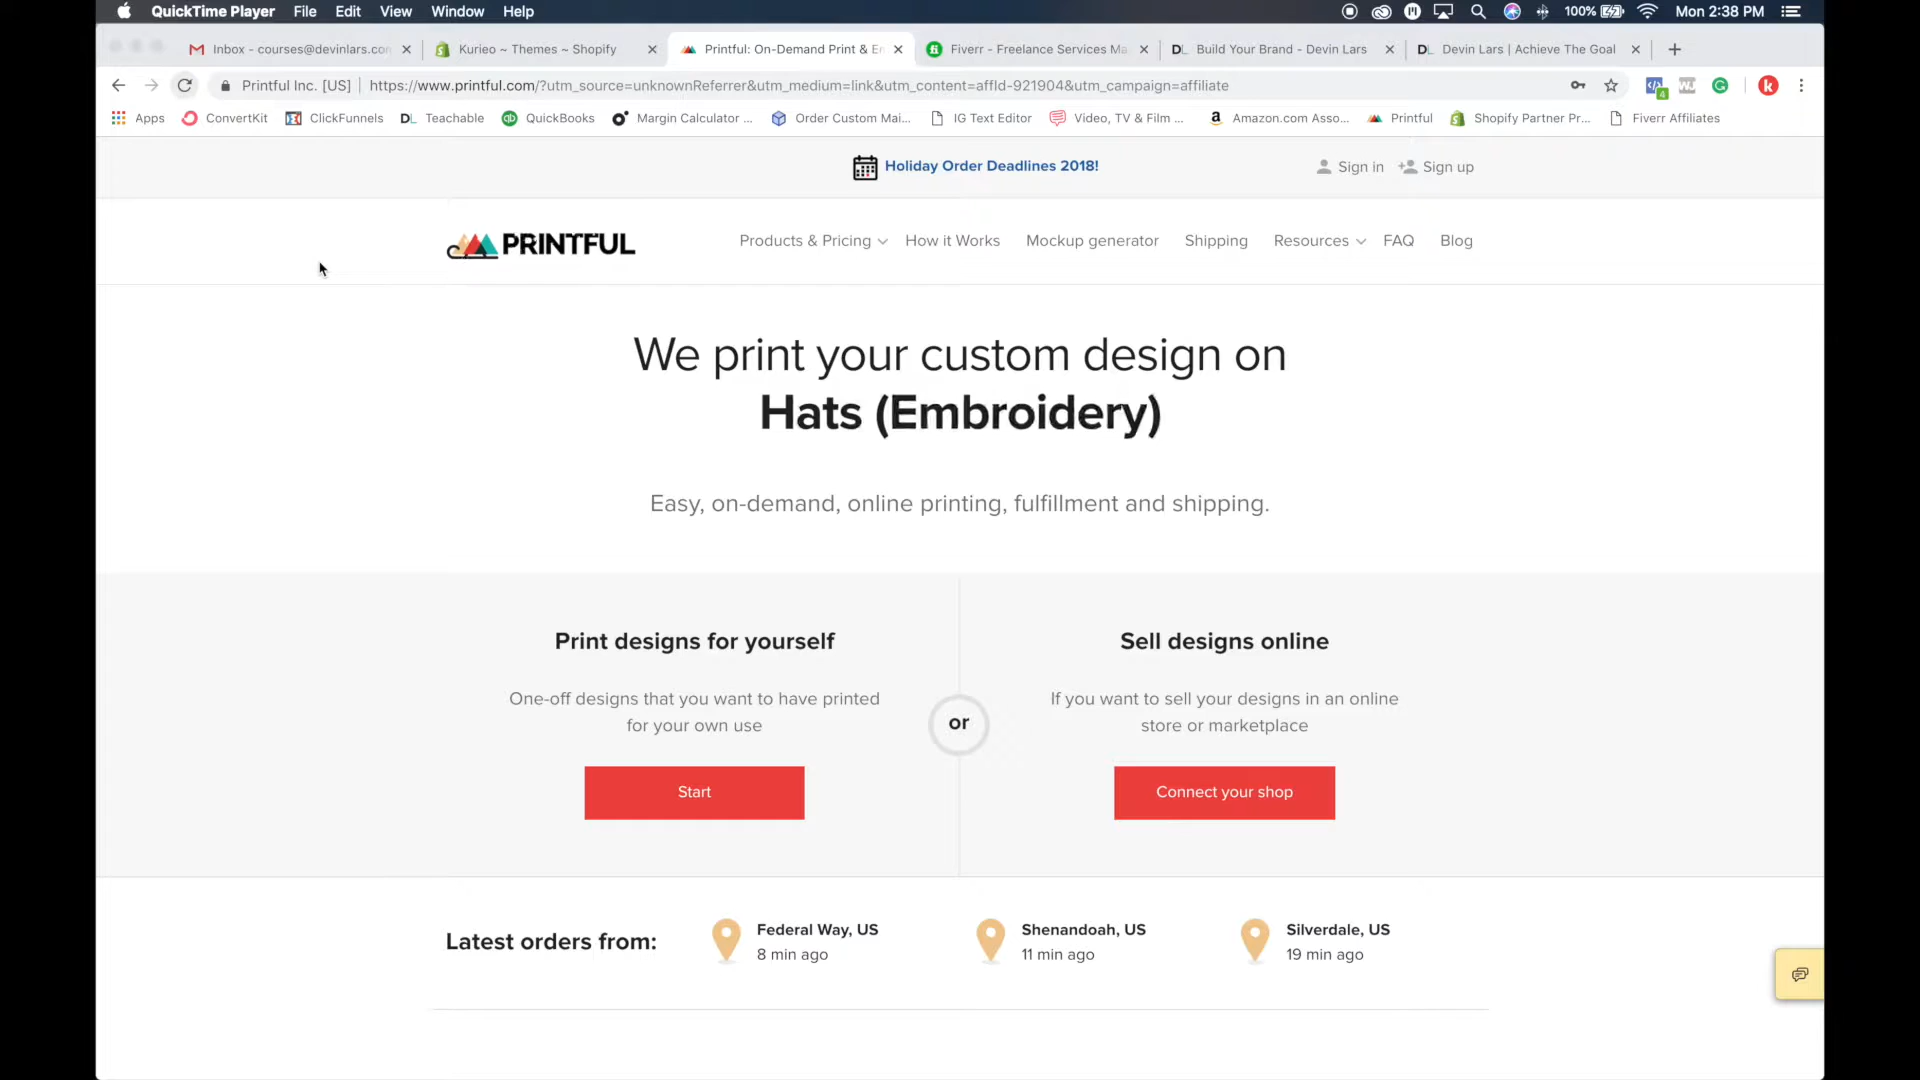 QuickTime Player File Edit View Window Help 100% Mon 2:38 PM
Inbox - courses@devinlars.co Kurieo ~ Themes ~ Shopify Printful: On-Demand Print & E Fiverr - Freelance Services Ma Build Your Brand - Devin Lars Devin Lars | Achieve The Goal
Printful Inc. [US] https://www.printful.com/?utm_source=unknownReferrer&utm_medium=link&utm_content=affId-921904&utm_campaign=affiliate
Apps ConvertKit ClickFunnels DL Teachable QuickBooks Margin Calculator ... Order Custom Mai... IG Text Editor Video, TV & Film ... Amazon.com Asso... Printful Shopify Partner Pr... Fiverr Affiliates
Holiday Order Deadlines 2018! Sign in Sign up
PRINTFUL Products & Pricing How it Works Mockup generator Shipping Resources FAQ Blog
We print your custom design on
Hats (Embroidery)
Easy, on-demand, online printing, fulfillment and shipping.
Print designs for yourself
One-off designs that you want to have printed
for your own use
Start
or
Sell designs online
If you want to sell your designs in an online
store or marketplace
Connect your shop
Latest orders from:
Federal Way, US
8 min ago
Shenandoah, US
11 min ago
Silverdale, US
19 min ago